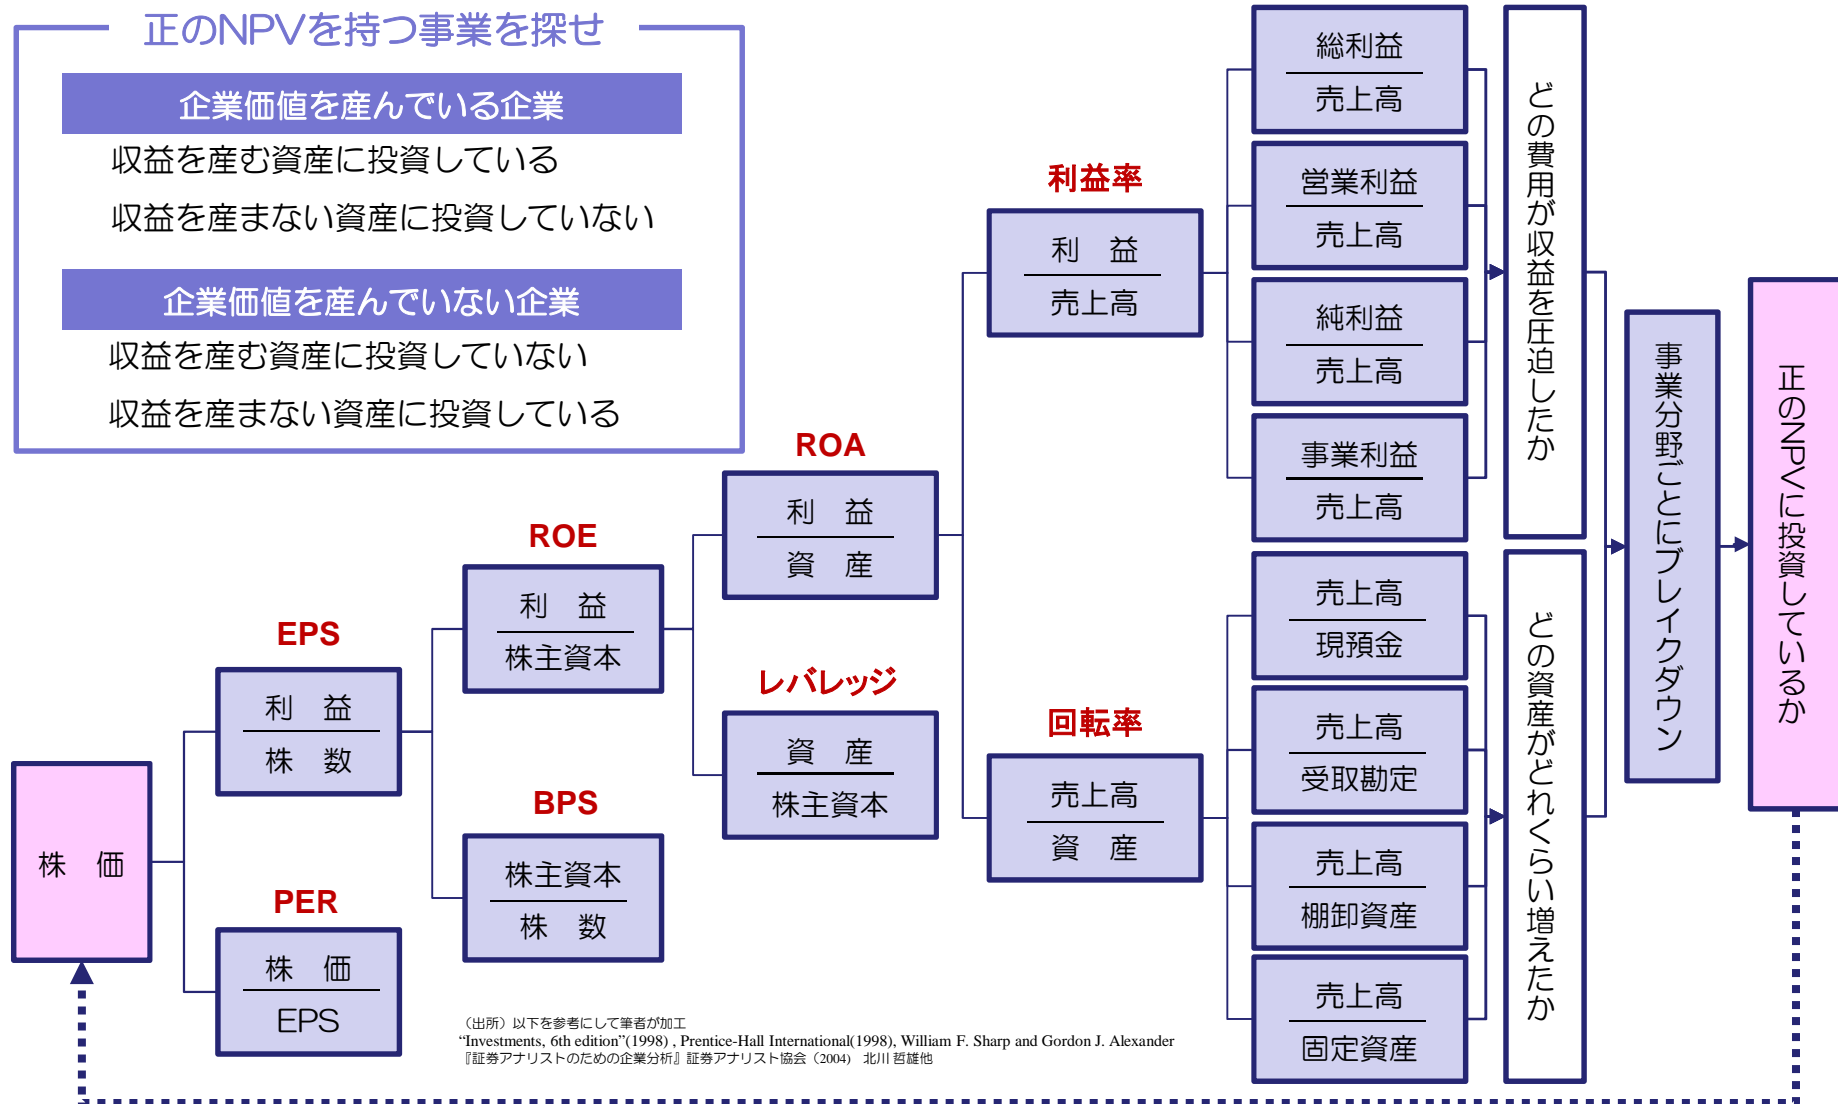 正のNPVを持つ事業を探せ
企業価値を産んでいる企業
収益を産む資産に投資している
収益を産まない資産に投資していない
企業価値を産んでいない企業
収益を産む資産に投資していない
収益を産まない資産に投資している
株　価
EPS
利　益
株　数
PER
株　価
EPS
ROE
利　益
株主資本
BPS
株主資本
株　数
ROA
利　益
資　産
レバレッジ
資　産
株主資本
利益率
利　益
売上高
回転率
売上高
資　産
総利益
売上高
営業利益
売上高
純利益
売上高
事業利益
売上高
売上高
現預金
売上高
受取勘定
売上高
棚卸資産
売上高
固定資産
どの費用が収益を圧迫したか
どの資産がどれくらい増えたか
事業分野ごとにブレイクダウン
正のNPVに投資しているか
（出所）以下を参考にして筆者が加工
“Investments, 6th edition”(1998) , Prentice-Hall International(1998), William F. Sharp and Gordon J. Alexander
『証券アナリストのための企業分析』証券アナリスト協会（2004）　北川 哲雄他